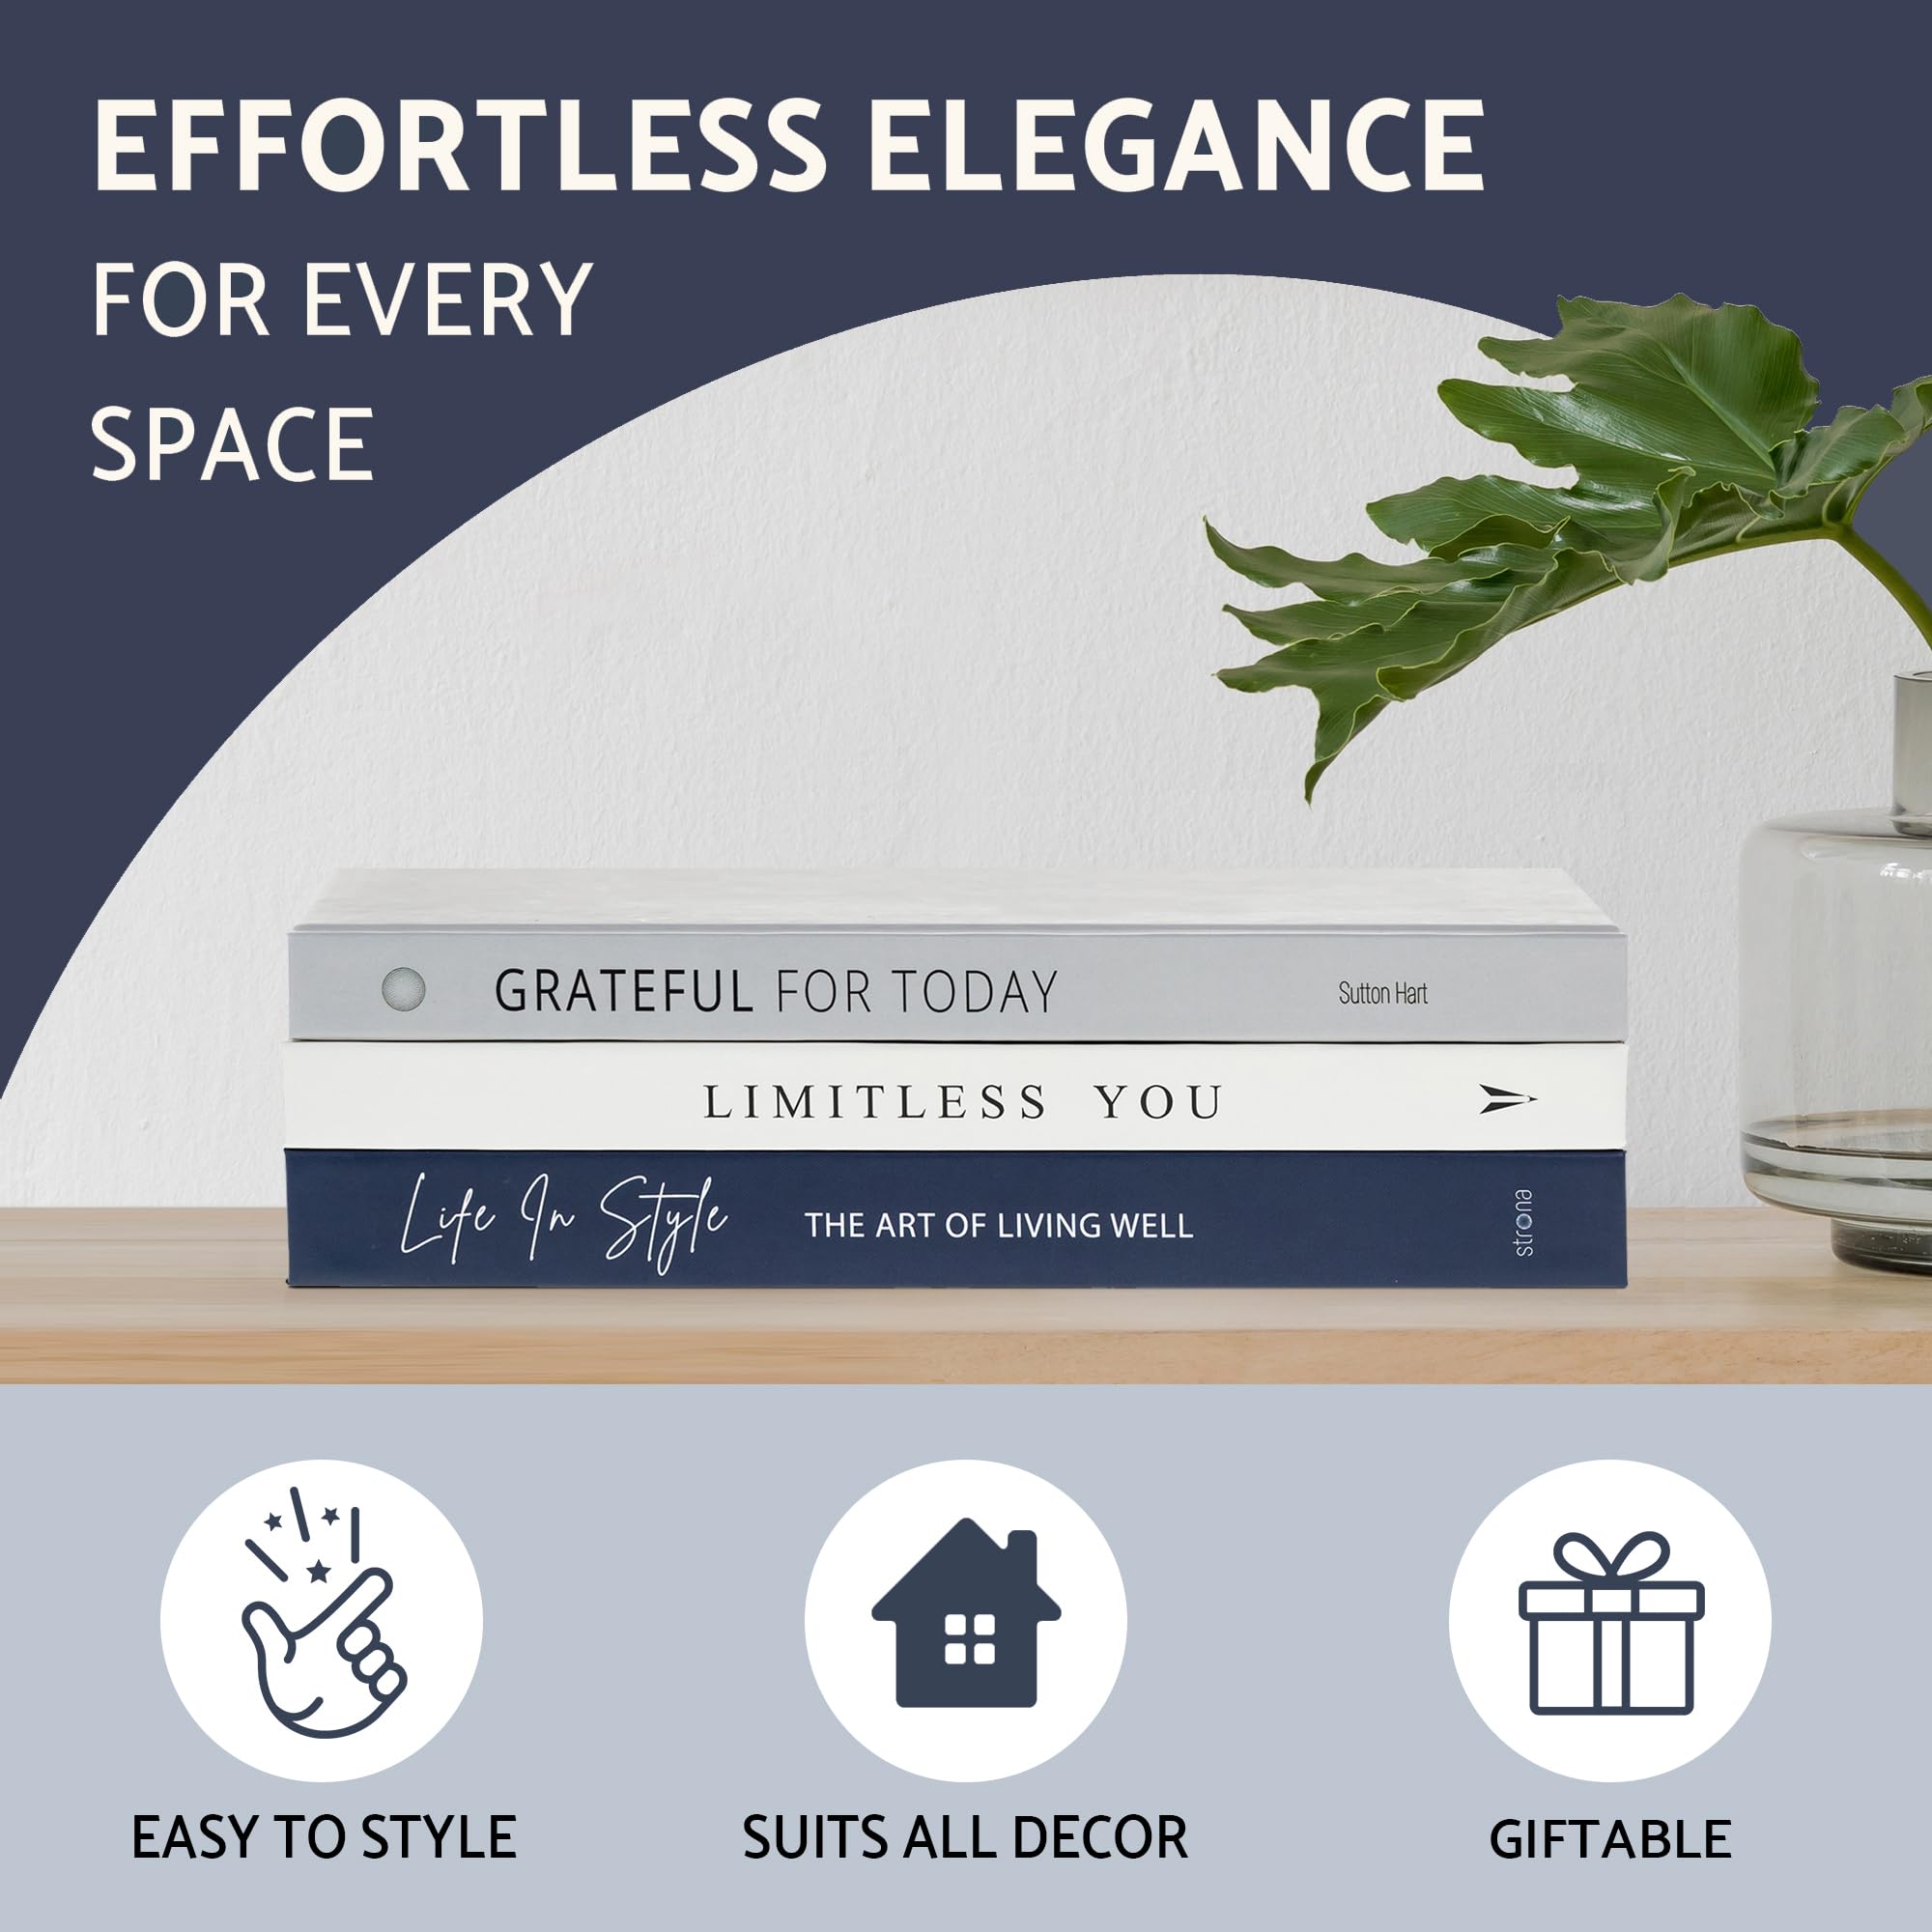 EFFORTLESS ELEGANCE
FOR EVERY
SPACE
GRATEFUL FOR TODAY Sutton Hart
LIMITLESS YOU
Life In Style THE ART OF LIVING WELL strona
EASY TO STYLE
SUITS ALL DECOR
GIFTABLE